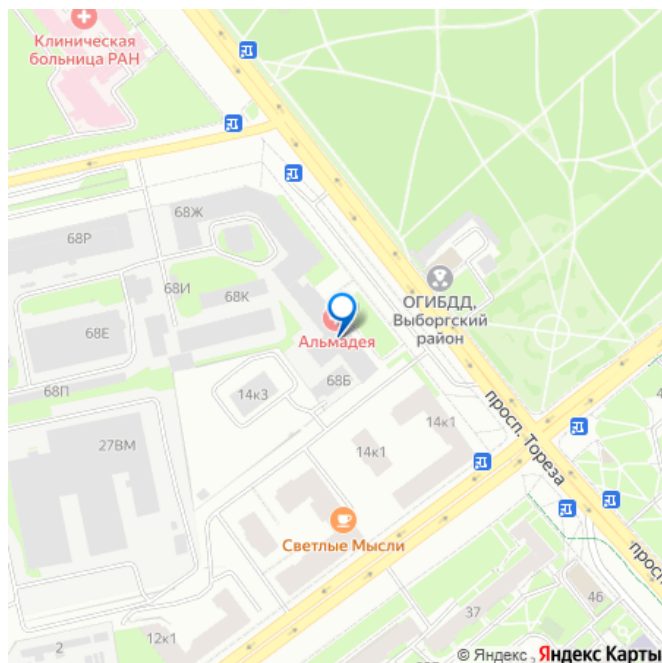 Клиническая
больница РАН
68Ж
68Р
68И
68К
ОГИБДД,
Выборгский
район
68Е
Альмадея
68Б
68П
14к3
14к1
просп. Тореза
27ВМ
14к1
Светлые Мысли
просп.
37
46
12к1
2
© Яндекс Яндекс Карты